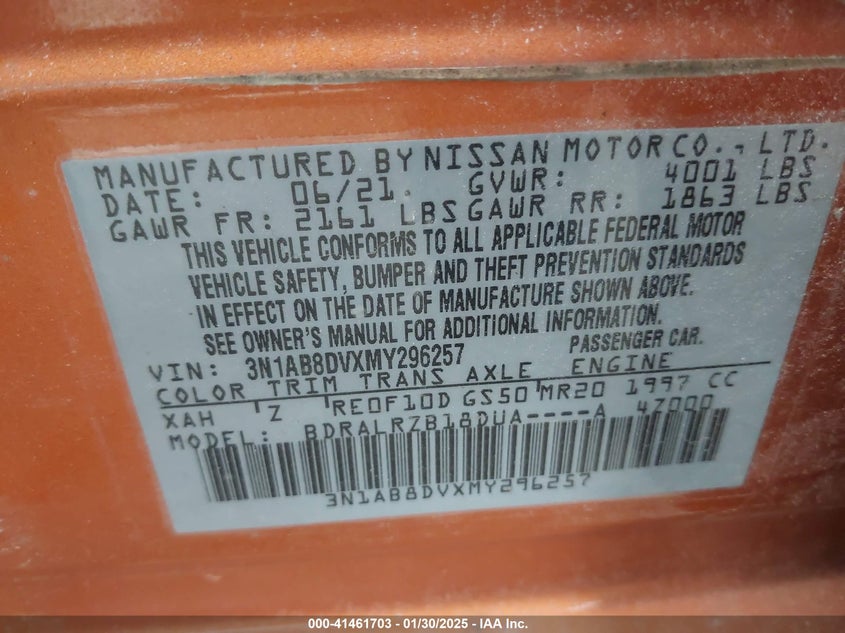 MANUFACTURED BY NISSAN MOTOR CO., LTD.
DATE: 06/21. GVWR: 4001 LBS
GAWR FR: 2161 LBS GAWR RR: 1863 LBS
THIS VEHICLE CONFORMS TO ALL APPLICABLE FEDERAL MOTOR
VEHICLE SAFETY, BUMPER AND THEFT PREVENTION STANDARDS
IN EFFECT ON THE DATE OF MANUFACTURE SHOWN ABOVE.
SEE OWNER'S MANUAL FOR ADDITIONAL INFORMATION.
VIN: 3N1AB8DVXMY296257 PASSENGER CAR.
COLOR TRIM TRANS AXLE ENGINE
XAH Z RE0F10D GS50 MR20 1997 CC
MODEL: BDRALRZB18DUA----A 47000
3N1AB8DVXMY296257
000-41461703 — 01/30/2025 — IAA Inc.